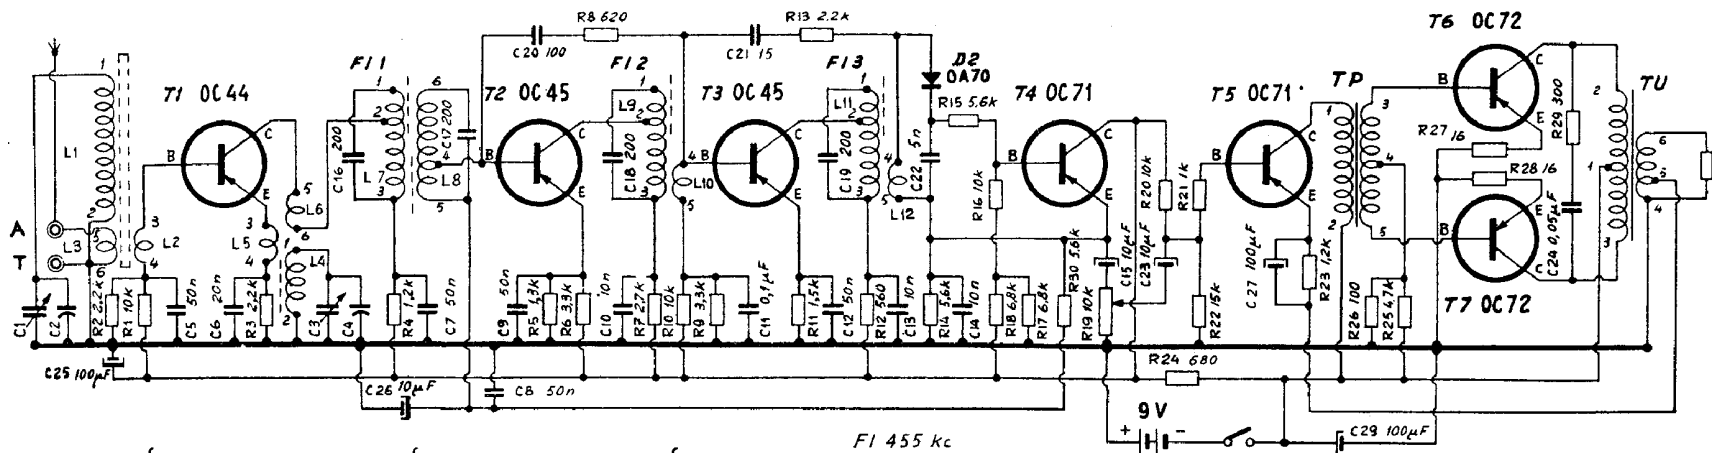 R8 620
R13 2.2k
T6 OC72
C20 100
C21 15
C
FI 1
FI 2
FI 3
D2
OA70
TP
B
R29 300
TU
T1 OC44
T2 OC45
T3 OC45
T4 OC71
T5 OC71
R15 5.6k
1
2
3
4
5
6
L1
L2
L3
L4
L5
L6
L7
L8
L9
L10
L11
L12
C16 200
C17 200
C18 200
C19 200
C22 5n
R16 10k
R20 10k
R21 1k
R27 16
R28 16
E
A
T
C24 0,05µF
T7 OC72
C1
C2
R2 2,2k
R1 10k
C5 50n
C6 20n
R3 2,2k
C3
C4
R4 1,2k
C7 50n
C9 50n
R5 1,3k
R6 3,3k
C10 10n
R7 2.7k
R10 10k
R9 3,3k
C11 0,1µF
R11 1,5k
C12 50n
R12 560
C13 10n
R14 5,6k
C14 10n
R18 6,8k
R17 6,8k
R30 5.6k
R19 10k
C15 10µF
C23 10µF
R22 15k
C27 100µF
R23 1,2k
R26 100
R25 4.7k
C25 100µF
C26 10µF
C8 50n
R24 680
9V
+ −
C29 100µF
FI 455 kc